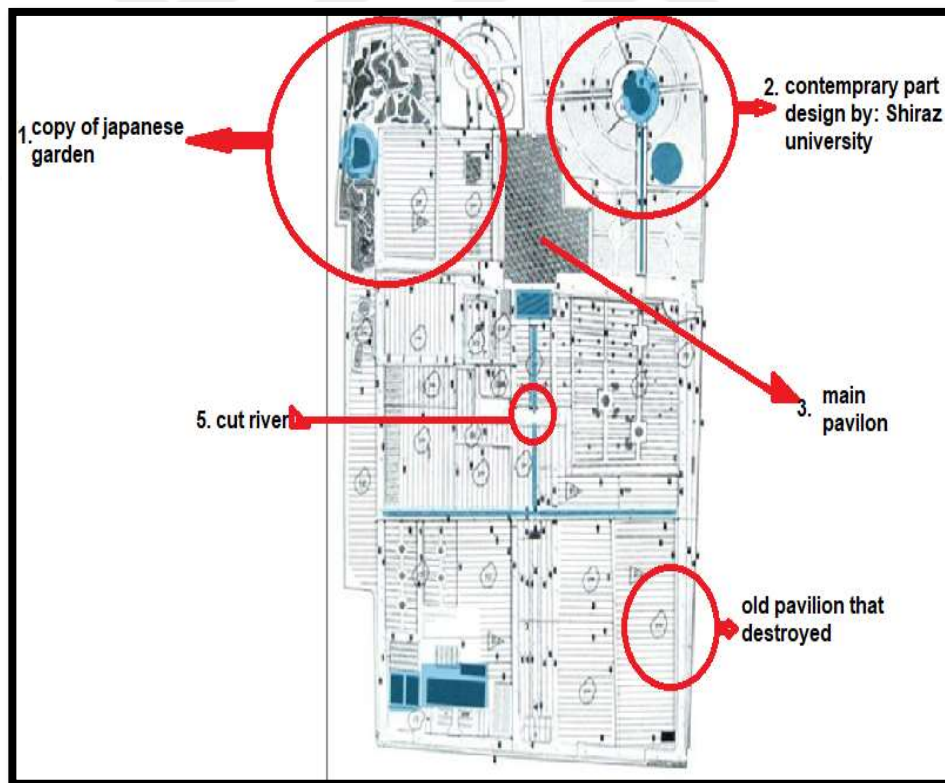 1. copy of japanese
garden
2. contemprary part
design by: Shiraz
university
3. main
pavilon
5. cut river
old pavilion that
destroyed